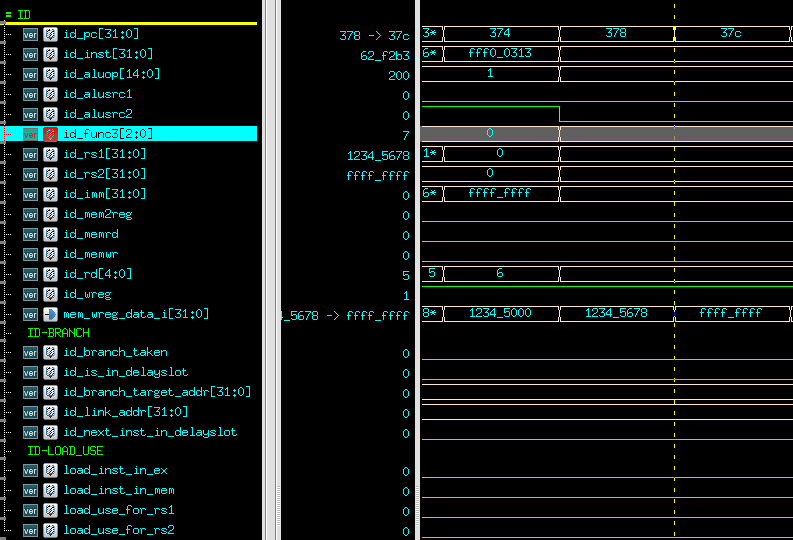 = ID
ver id_pc[31:0] 378 -> 37c 3* 374 378 37c
ver id_inst[31:0] 62_f2b3 6* fff0_0313
ver id_aluop[14:0] 200 1
ver id_alusrc1 0
ver id_alusrc2 0
ver id_func3[2:0] 7 0
ver id_rs1[31:0] 1234_5678 1* 0
ver id_rs2[31:0] ffff_ffff 0
ver id_imm[31:0] 0 6* ffff_ffff
ver id_mem2reg 0
ver id_memrd 0
ver id_memwr 0
ver id_rd[4:0] 5 5 6
ver id_wreg 1
ver mem_wreg_data_i[31:0] 4_5678 -> ffff_ffff 8* 1234_5000 1234_5678 ffff_ffff
ID-BRANCH
ver id_branch_taken 0
ver id_is_in_delayslot 0
ver id_branch_target_addr[31:0] 0
ver id_link_addr[31:0] 0
ver id_next_inst_in_delayslot 0
ID-LOAD_USE
ver load_inst_in_ex 0
ver load_inst_in_mem 0
ver load_use_for_rs1 0
ver load_use_for_rs2 0